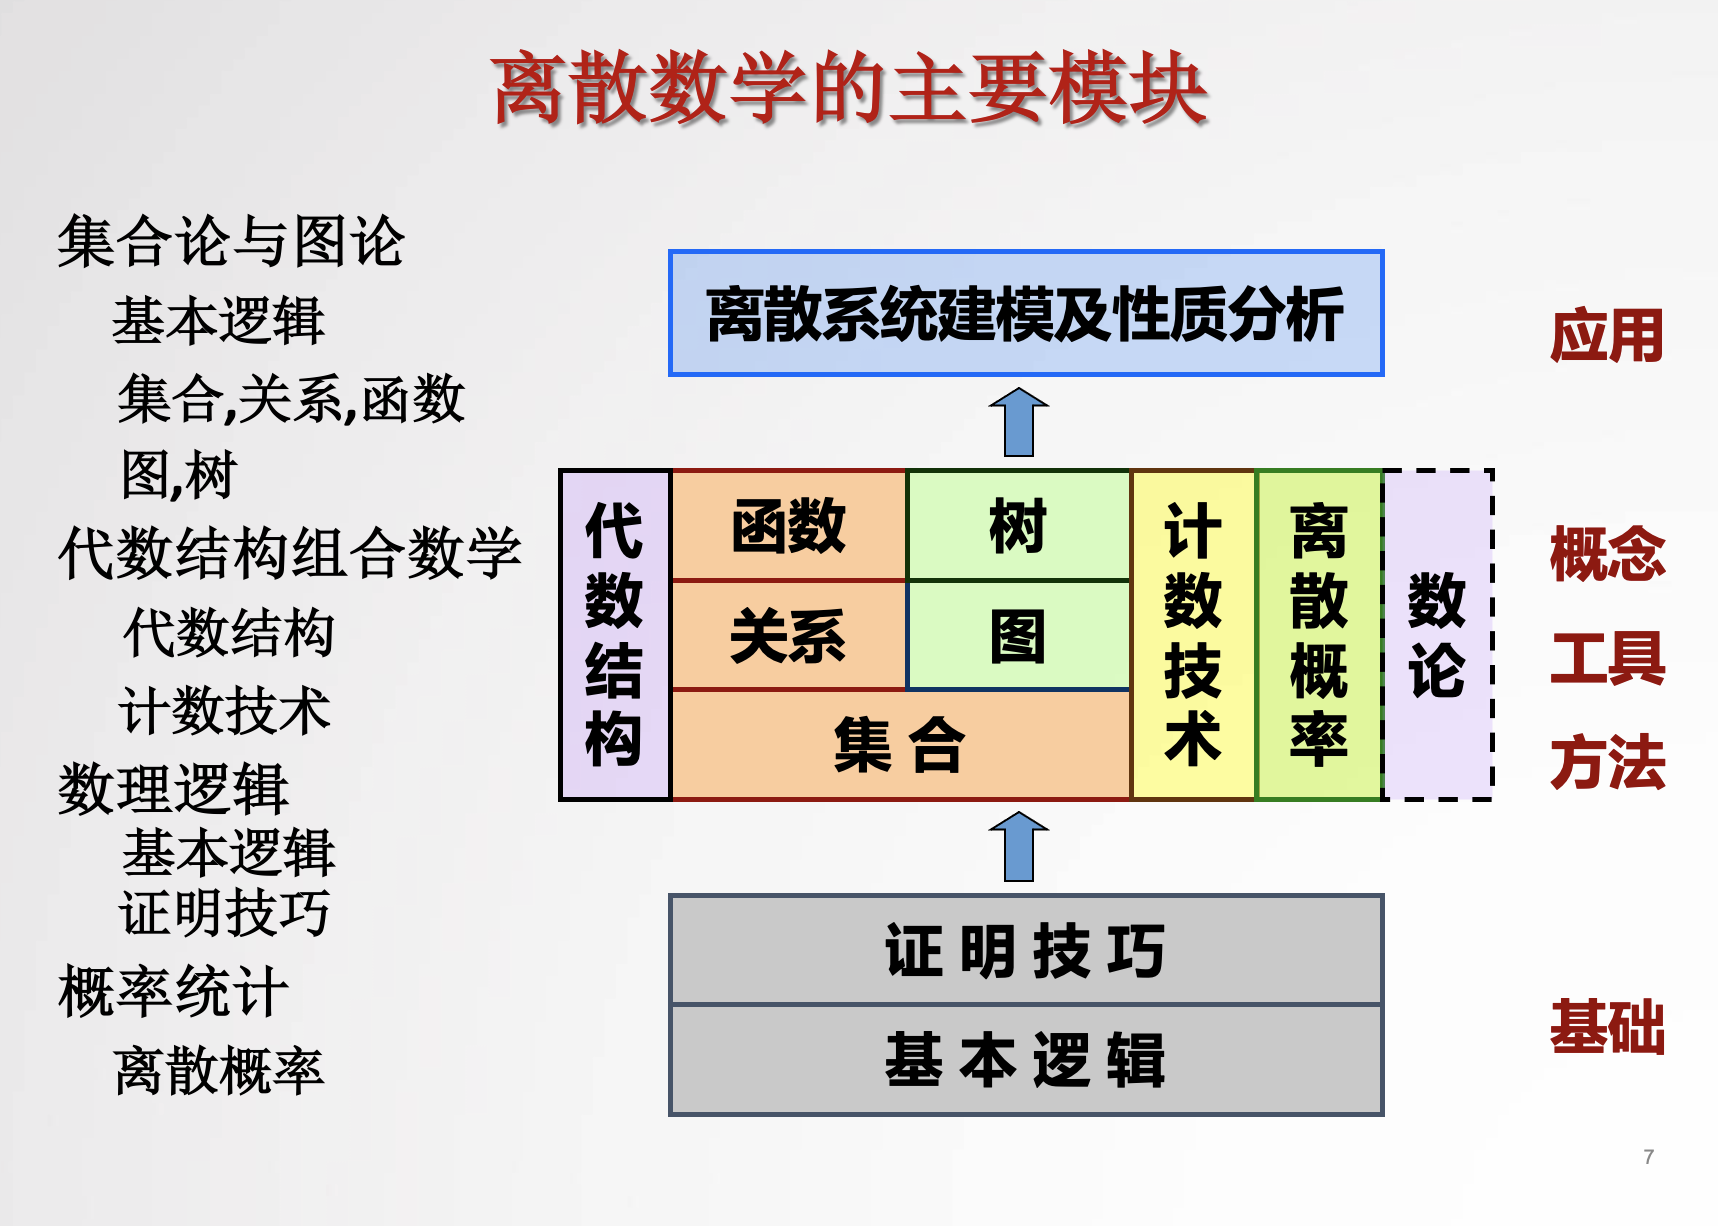 离散数学的主要模块
集合论与图论
基本逻辑
集合,关系,函数
图,树
代数结构组合数学
代数结构
计数技术
数理逻辑
基本逻辑
证明技巧
概率统计
离散概率
离散系统建模及性质分析
代数结构
函数
树
关系
图
集 合
计数技术
离散概率
数论
证 明 技 巧
基 本 逻 辑
应用
概念
工具
方法
基础
7